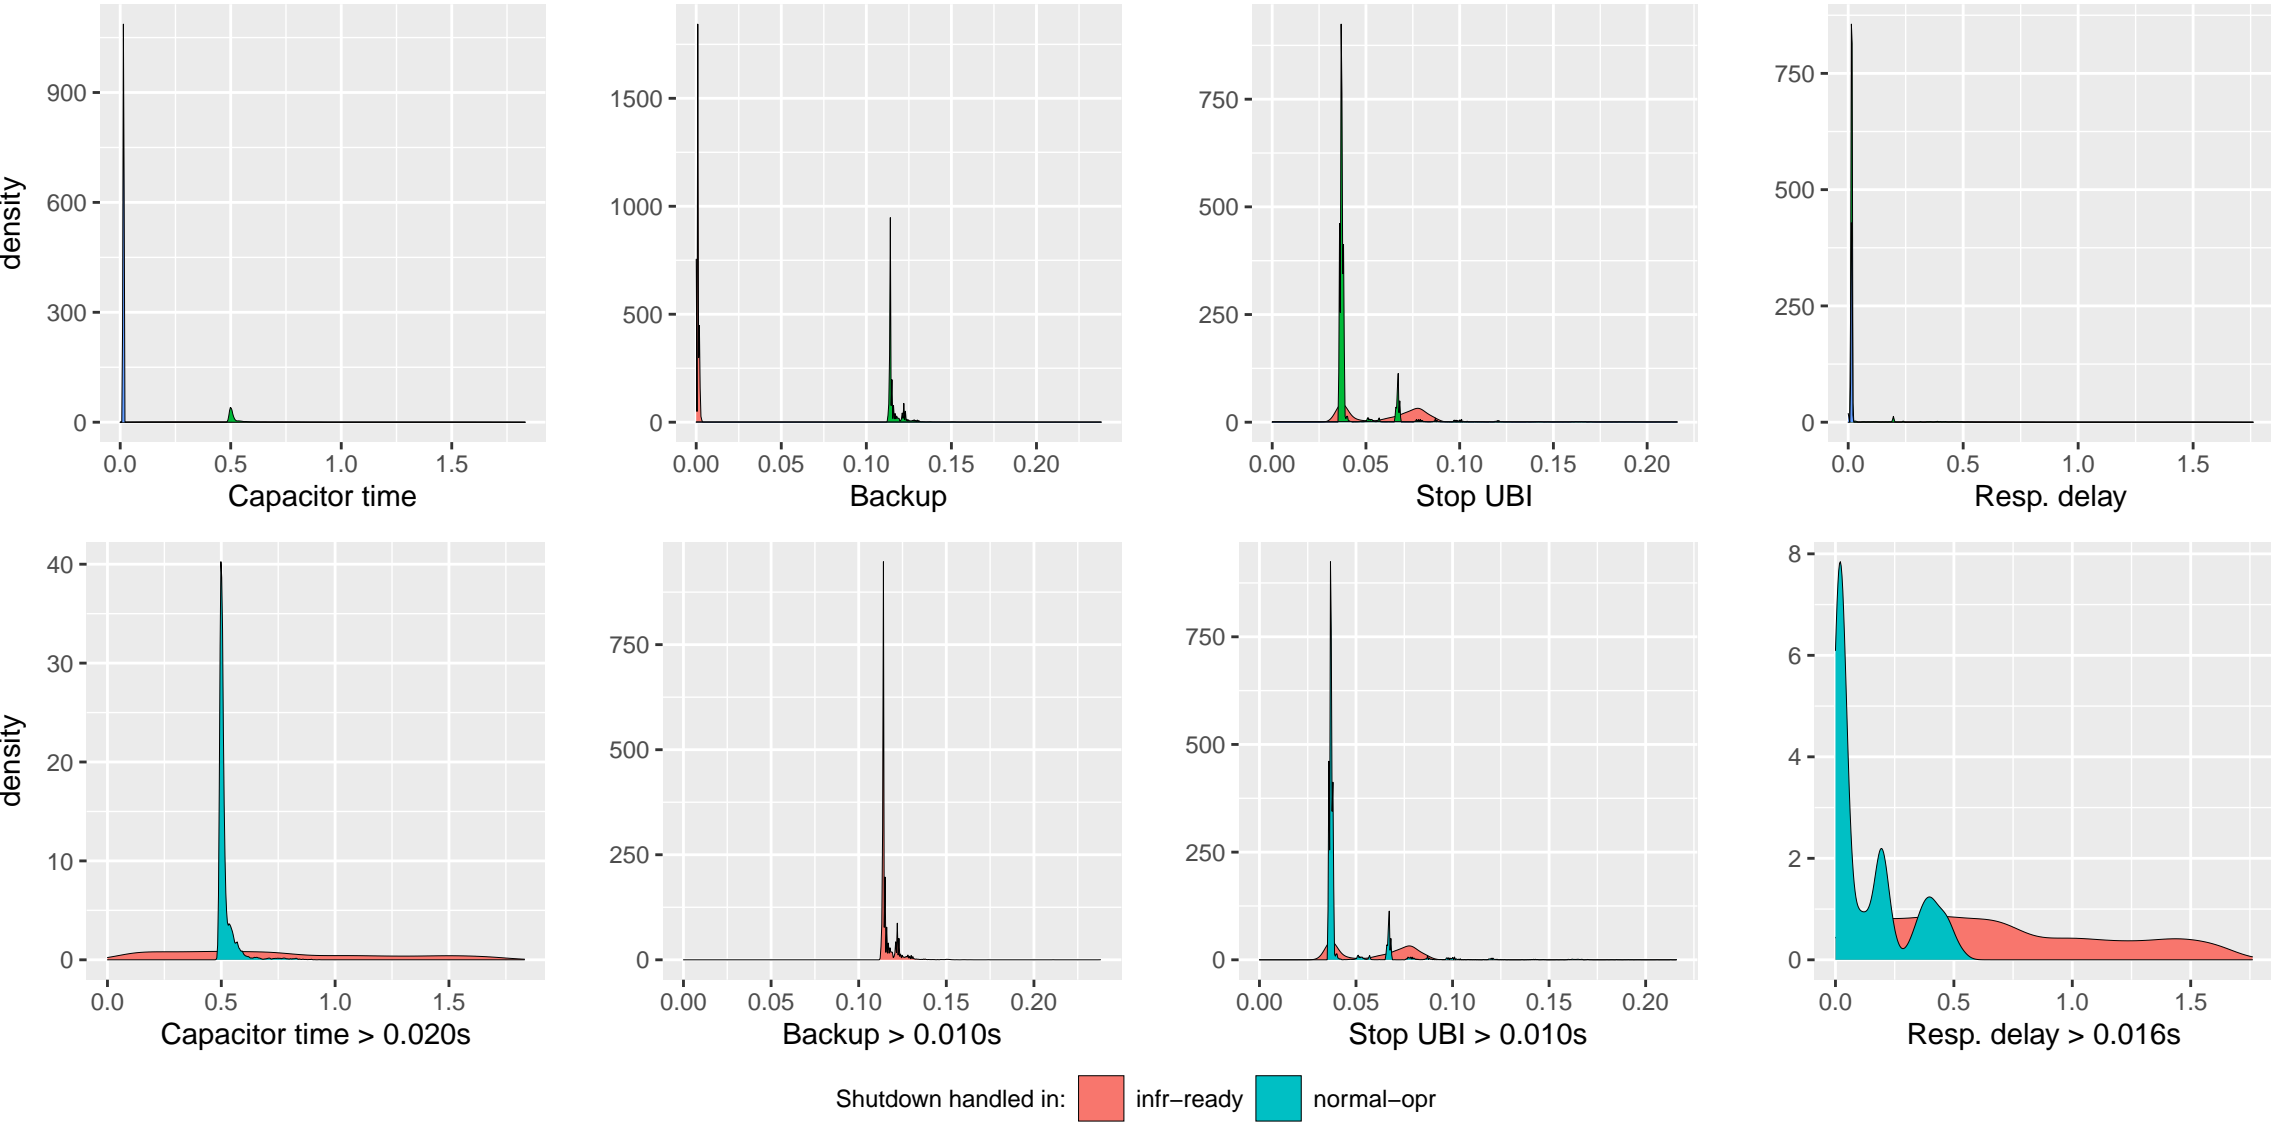 density
900
600
300
0
0.0 0.5 1.0 1.5
Capacitor time
1500
1000
500
0
0.00 0.05 0.10 0.15 0.20
Backup
750
500
250
0
0.00 0.05 0.10 0.15 0.20
Stop UBI
750
500
250
0
0.0 0.5 1.0 1.5
Resp. delay
density
40
30
20
10
0
0.0 0.5 1.0 1.5
Capacitor time > 0.020s
750
500
250
0
0.00 0.05 0.10 0.15 0.20
Backup > 0.010s
750
500
250
0
0.00 0.05 0.10 0.15 0.20
Stop UBI > 0.010s
8
6
4
2
0
0.0 0.5 1.0 1.5
Resp. delay > 0.016s
Shutdown handled in: infr−ready normal−opr